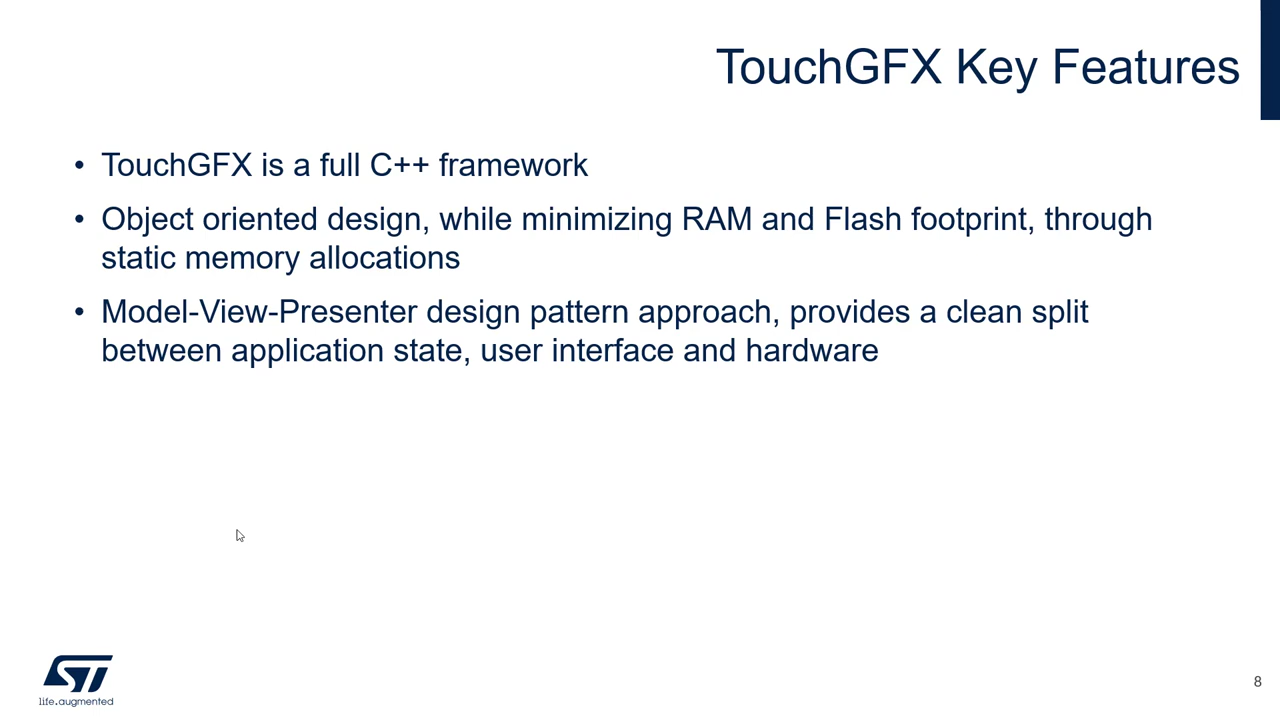 TouchGFX Key Features
• TouchGFX is a full C++ framework
• Object oriented design, while minimizing RAM and Flash footprint, through
static memory allocations
• Model-View-Presenter design pattern approach, provides a clean split
between application state, user interface and hardware
ST
life.augmented
8